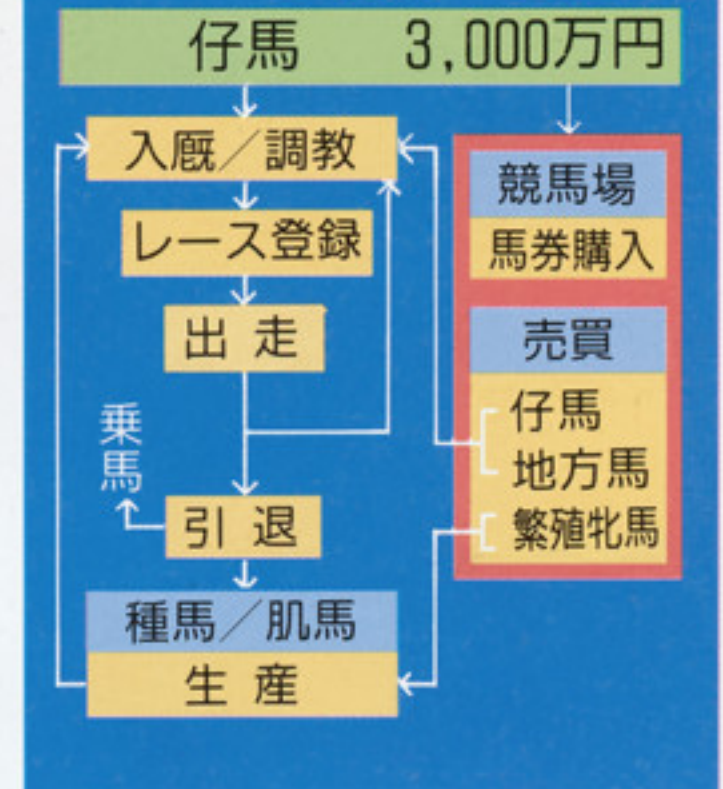 仔馬　3,000万円
入厩／調教
レース登録
出 走
乗馬
引 退
種馬／肌馬
生 産
競馬場
馬券購入
売買
仔馬
地方馬
繁殖牝馬